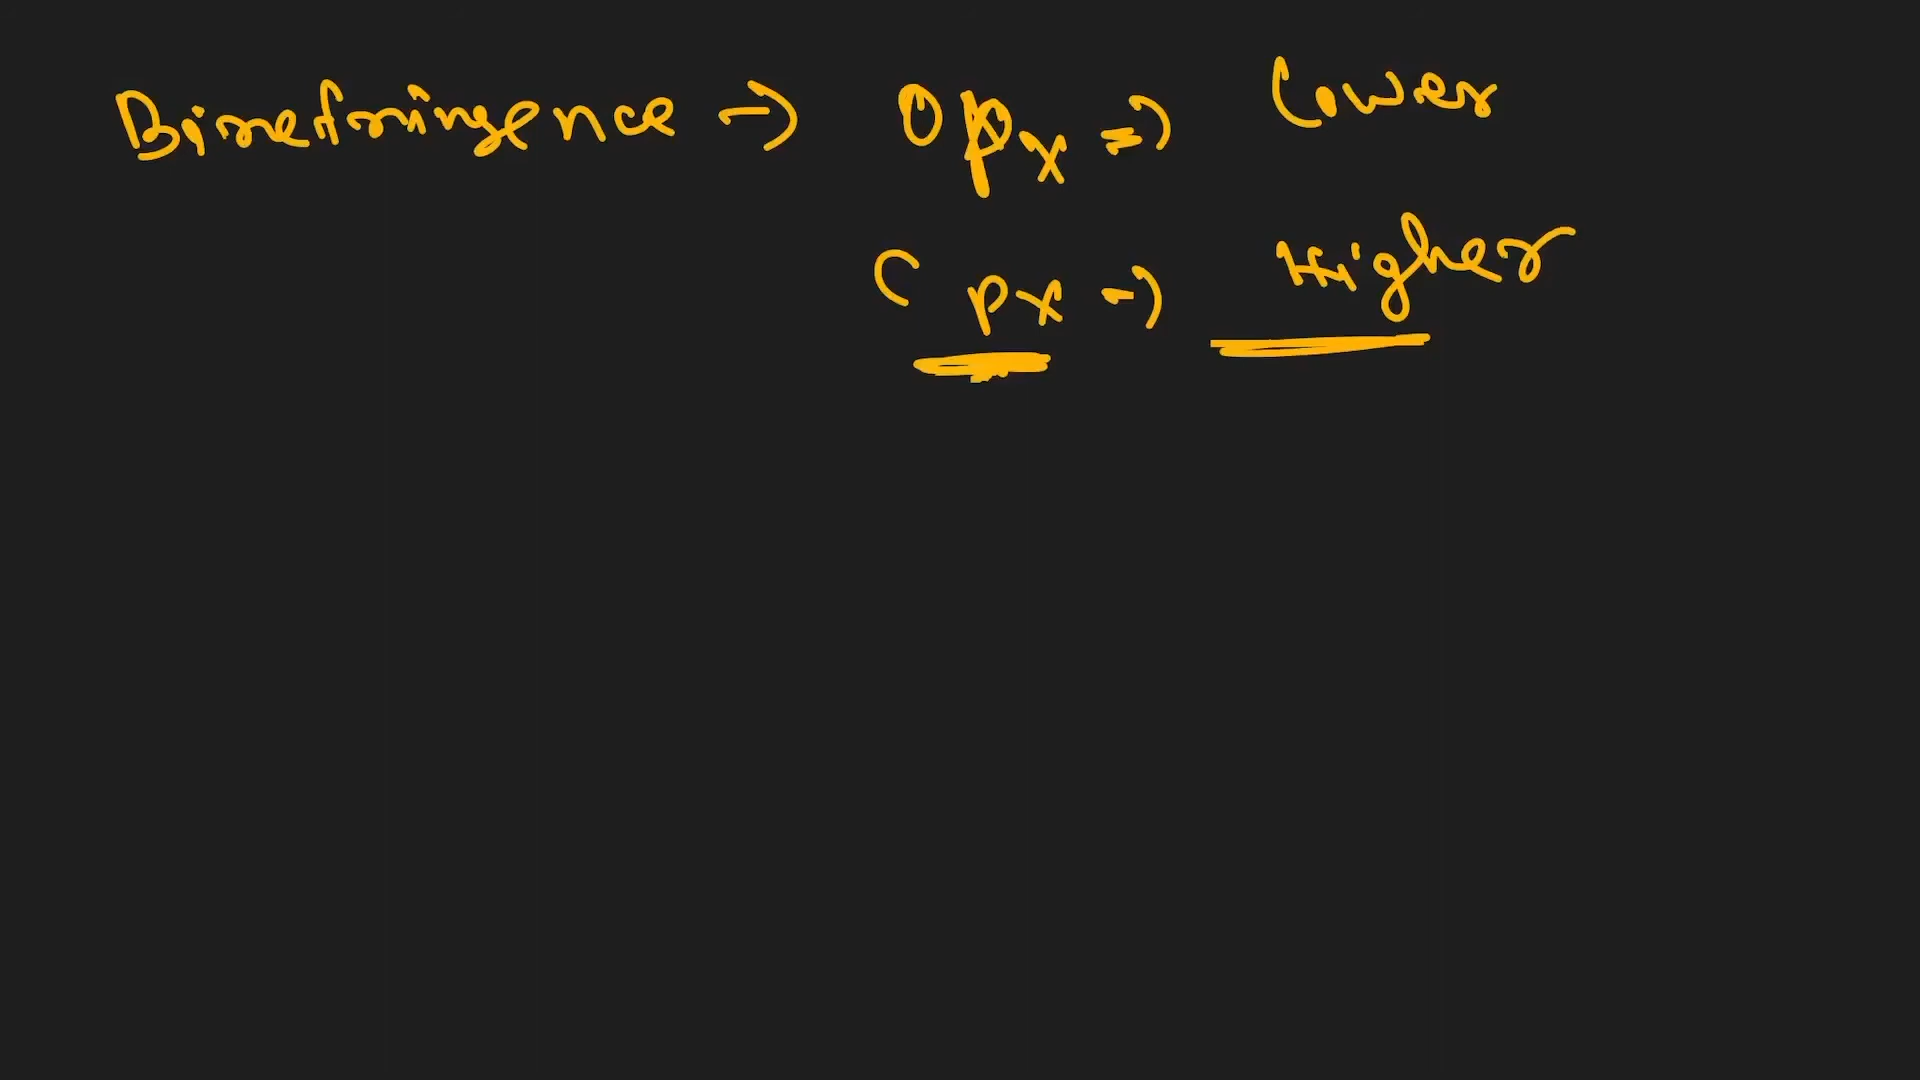 Birefringence → Opx ⇒ Lower
Cpx → Higher